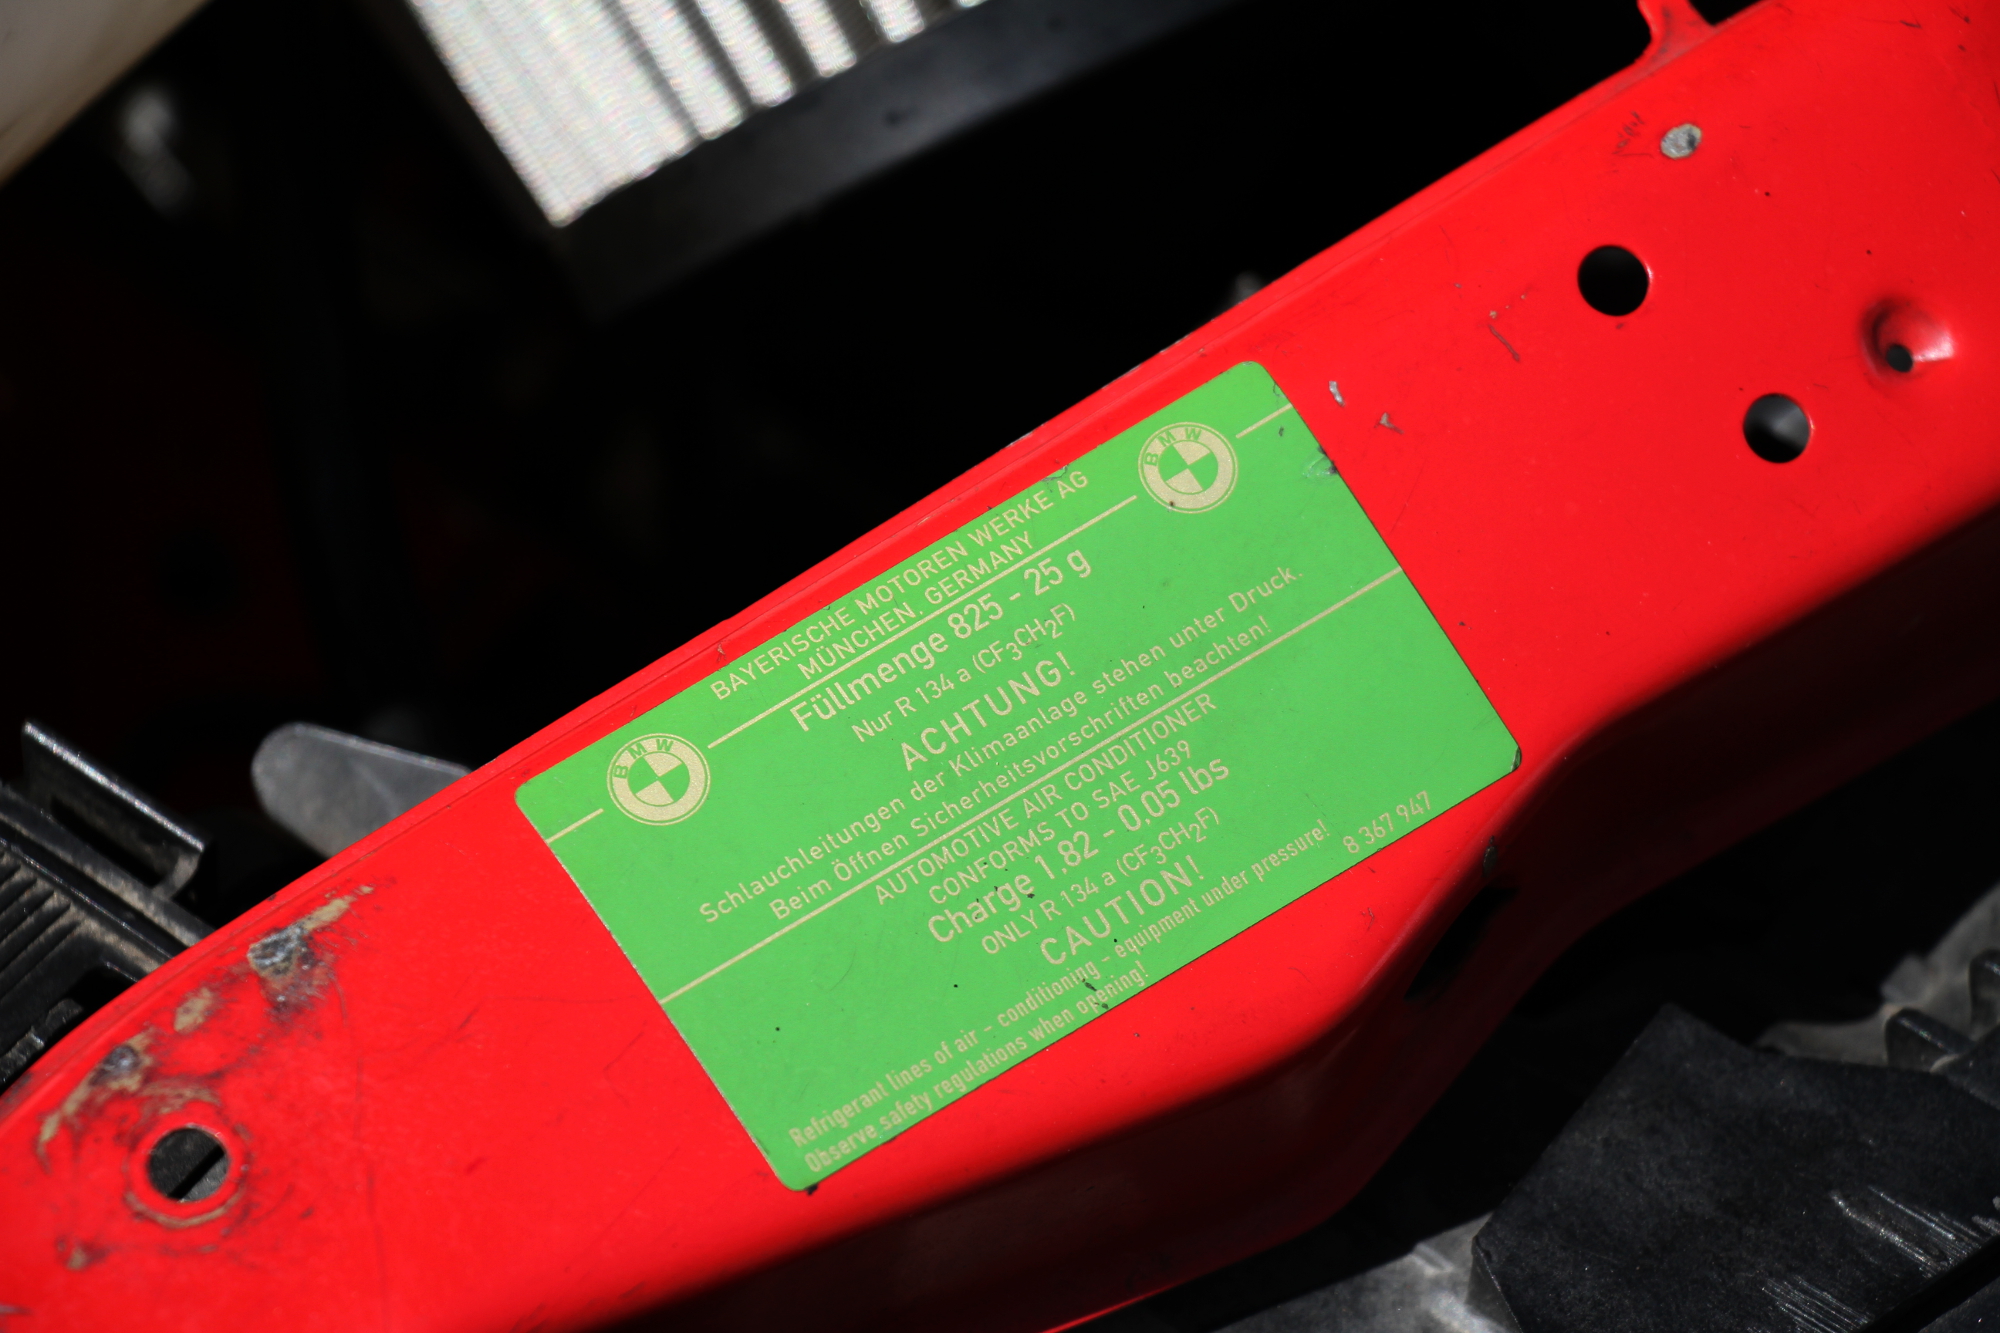 BAYERISCHE MOTOREN WERKE AG
MÜNCHEN. GERMANY
BMW
BMW
Füllmenge 825 - 25 g
Nur R 134 a (CF3CH2F)
ACHTUNG!
Schlauchleitungen der Klimaanlage stehen unter Druck.
Beim Öffnen Sicherheitsvorschriften beachten!
AUTOMOTIVE AIR CONDITIONER
CONFORMS TO SAE J639
Charge 1,82 - 0.05 lbs
ONLY R 134 a (CF3CH2F)
CAUTION!
8 367 947
Refrigerant lines of air - conditioning - equipment under pressure!
Observe safety regulations when opening!